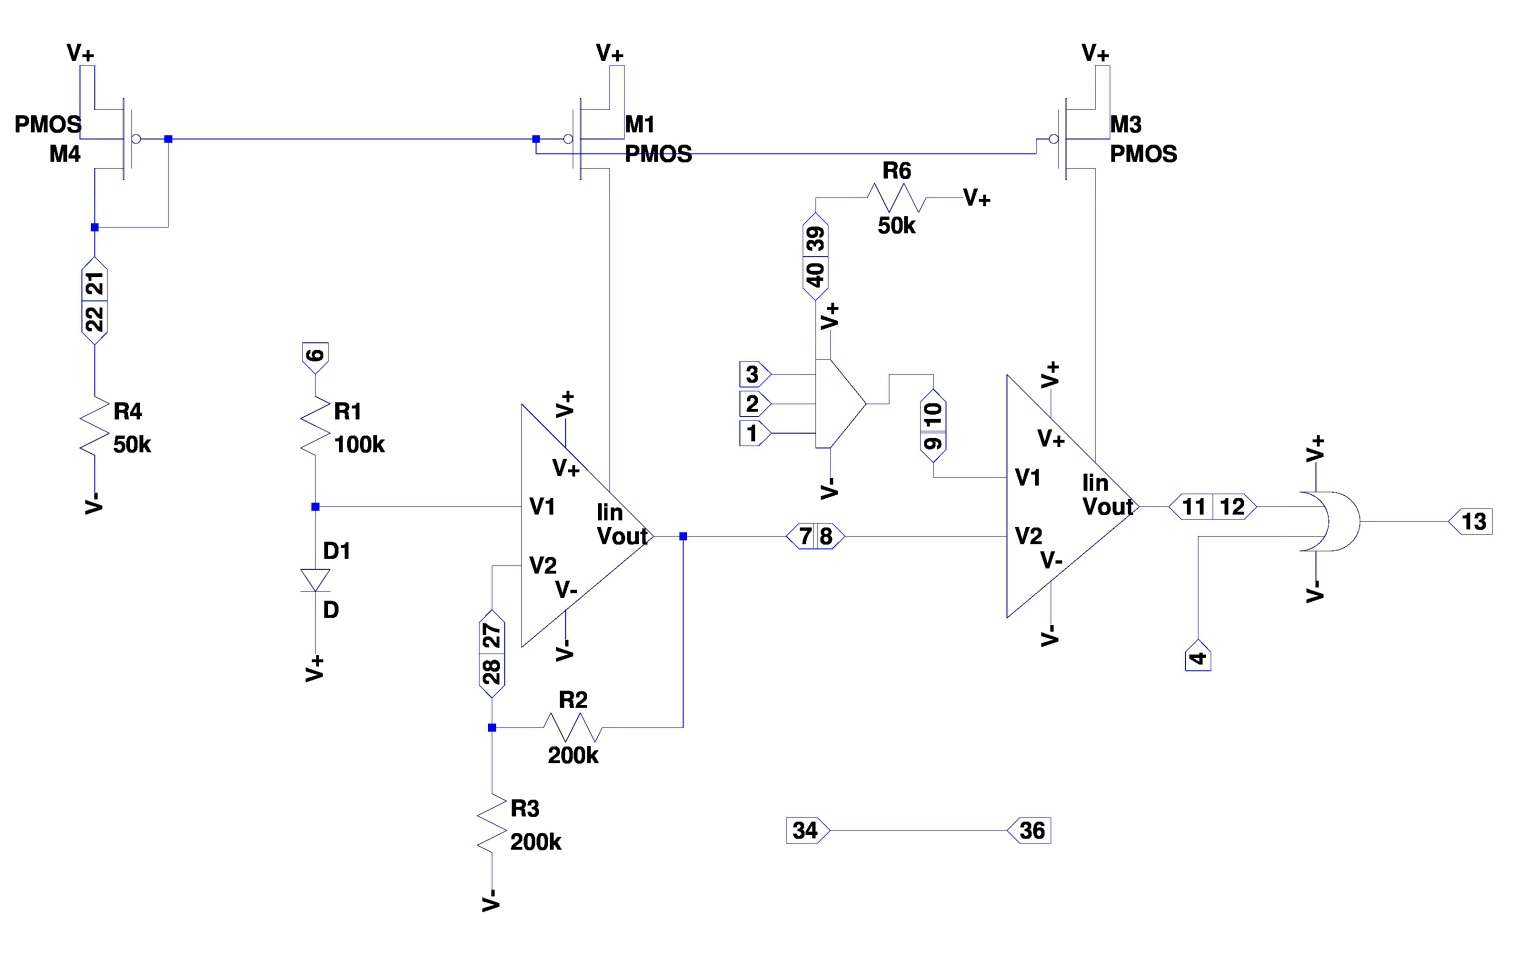 V+
V+
V+
PMOS
M4
M1
PMOS
M3
PMOS
R6
50k
V+
39
40
21
22
V+
6
3
2
1
10
9
V-
R4
50k
V-
R1
100k
V+
V+
V1
Iin
Vout
V2
V-
V-
D1
D
V+
27
28
7
8
V+
V+
V1
Iin
Vout
V2
V-
V-
11
12
V+
V-
13
4
R2
200k
R3
200k
V-
34
36